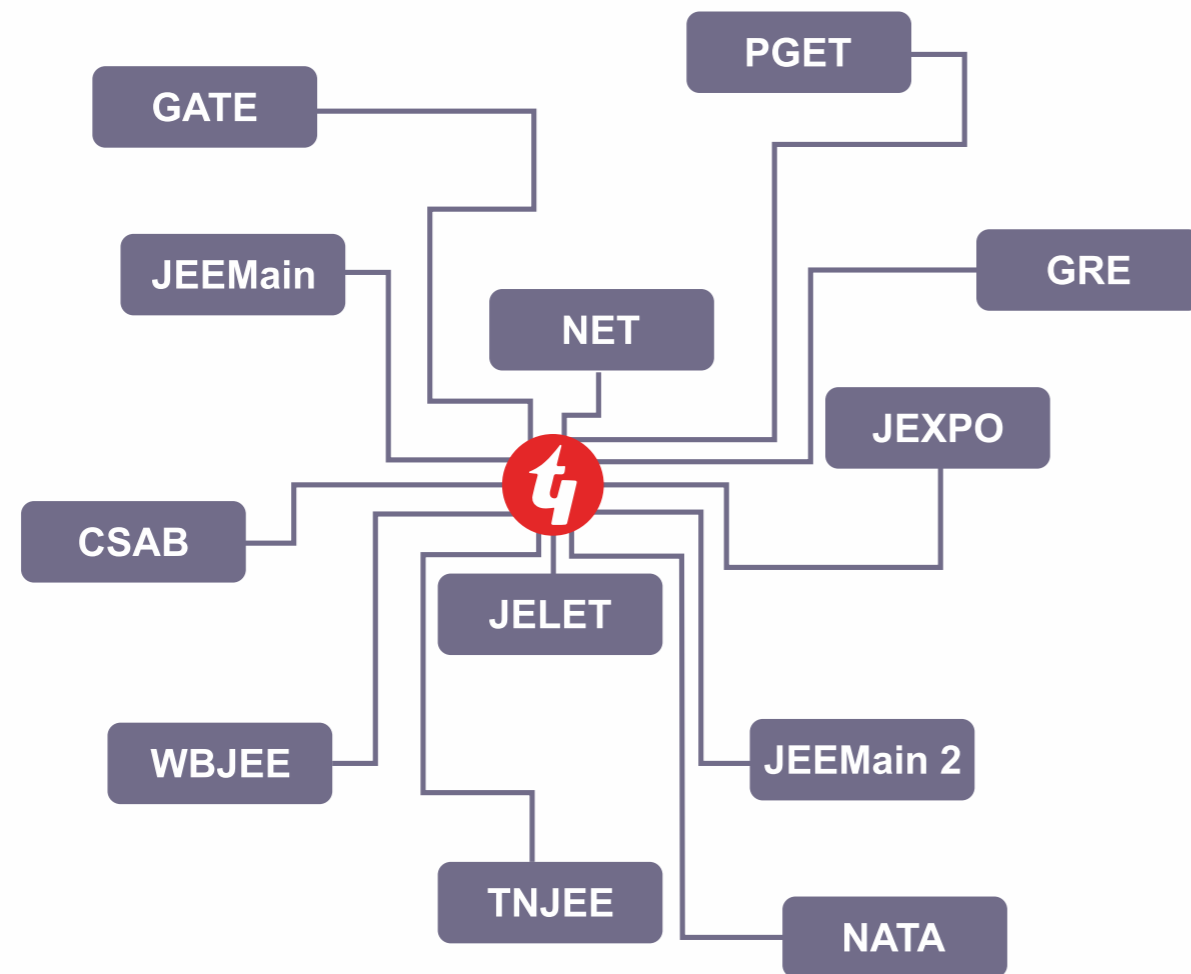 PGET
GATE
JEEMain
GRE
NET
JEXPO
CSAB
JELET
WBJEE
JEEMain 2
TNJEE
NATA